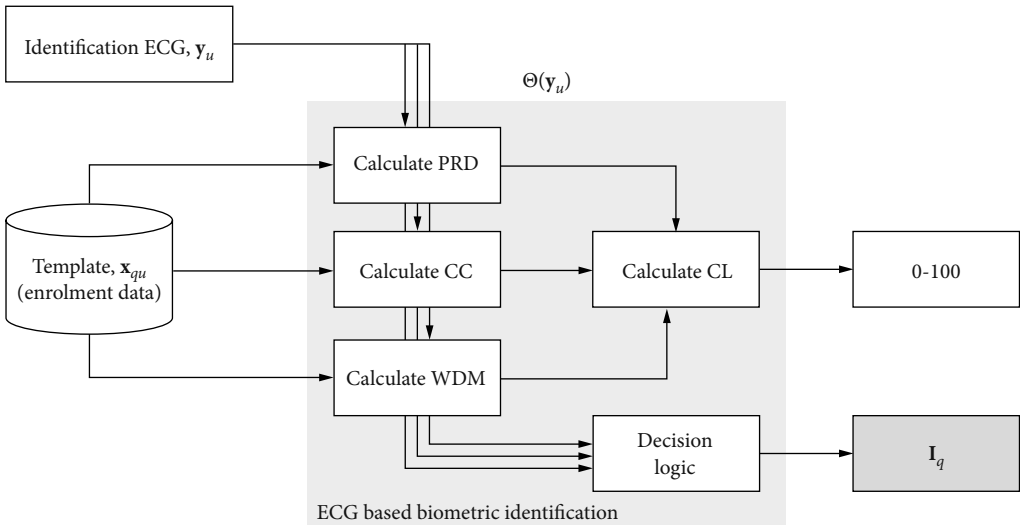 Identification ECG, y_u
Θ(y_u)
Calculate PRD
Template, x_qu
(enrolment data)
Calculate CC
Calculate CL
0-100
Calculate WDM
Decision
logic
I_q
ECG based biometric identification